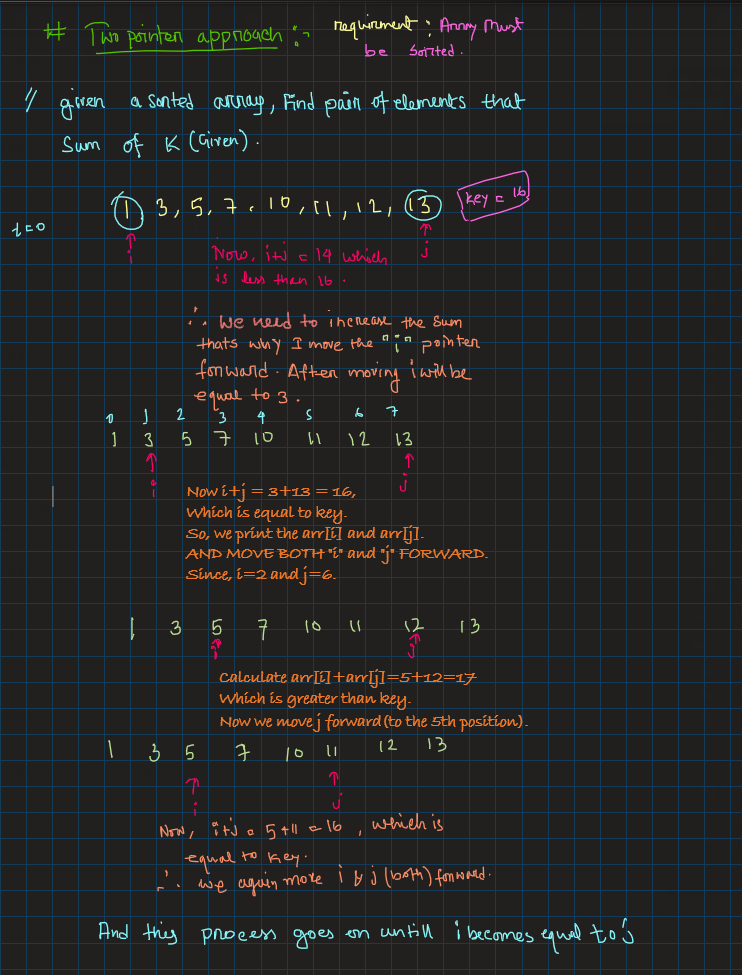 # Two pointer approach :- requirment : Array Must
be sorted.
// given a sorted array, Find pair of elements that
Sum of K (Given).
1 3, 5, 7, 10, 11, 12, 13 key = 16
i=0
i j
Now, i+j = 14 which
is less than 16.
∴ We need to increase the sum
thats why I move the "i" pointer
forward. After moving i will be
equal to 3.
0 1 2 3 4 5 6 7
1 3 5 7 10 11 12 13
i j
Now i+j = 3+13 = 16,
Which is equal to key.
So, we print the arr[i] and arr[j].
AND MOVE BOTH "i" and "j" FORWARD.
Since, i=2 and j=6.
1 3 5 7 10 11 12 13
i j
Calculate arr[i]+arr[j]=5+12=17
Which is greater than key.
Now we move j forward (to the 5th position).
1 3 5 7 10 11 12 13
i j
Now, i+j = 5+11 = 16, which is
equal to key.
∴ we again move i & j (both) forward.
And this process goes on untill i becomes equal to j